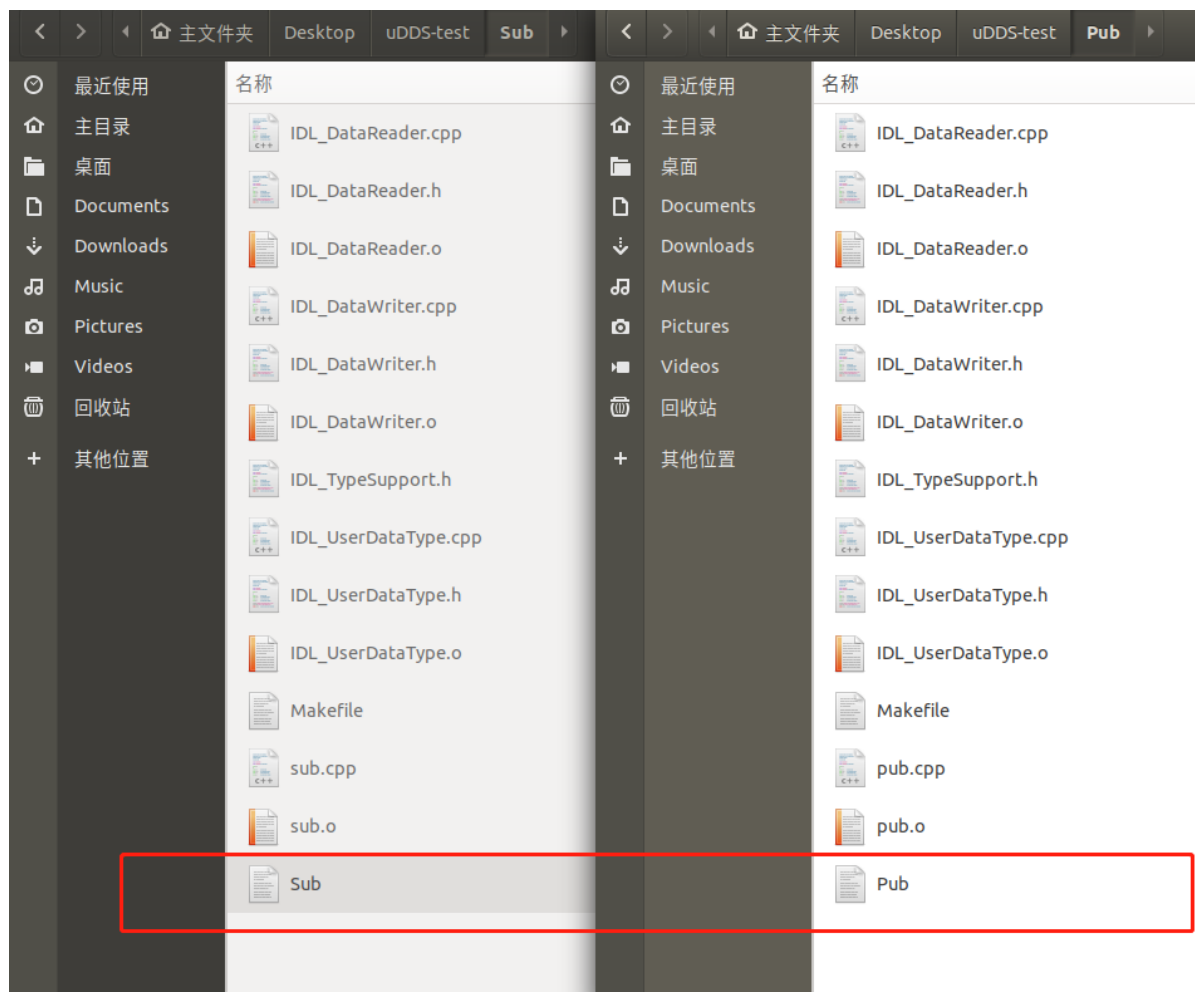 主文件夹 Desktop uDDS-test Sub
最近使用
主目录
桌面
Documents
Downloads
Music
Pictures
Videos
回收站
其他位置
名称
IDL_DataReader.cpp
IDL_DataReader.h
IDL_DataReader.o
IDL_DataWriter.cpp
IDL_DataWriter.h
IDL_DataWriter.o
IDL_TypeSupport.h
IDL_UserDataType.cpp
IDL_UserDataType.h
IDL_UserDataType.o
Makefile
sub.cpp
sub.o
Sub
主文件夹 Desktop uDDS-test Pub
最近使用
主目录
桌面
Documents
Downloads
Music
Pictures
Videos
回收站
其他位置
名称
IDL_DataReader.cpp
IDL_DataReader.h
IDL_DataReader.o
IDL_DataWriter.cpp
IDL_DataWriter.h
IDL_DataWriter.o
IDL_TypeSupport.h
IDL_UserDataType.cpp
IDL_UserDataType.h
IDL_UserDataType.o
Makefile
pub.cpp
pub.o
Pub